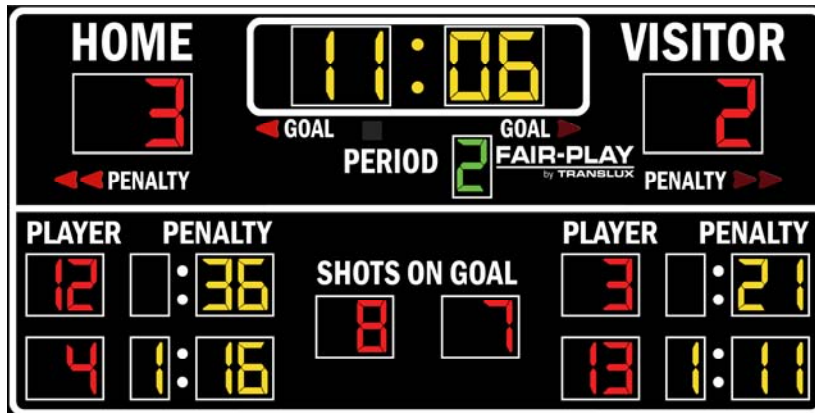 HOME 11:06 VISITOR
3 2
GOAL GOAL
PERIOD 2 FAIR-PLAY
by TRANSLUX
PENALTY PENALTY
PLAYER PENALTY PLAYER PENALTY
12 :36 SHOTS ON GOAL 3 :21
8 7
4 1:16 13 1:11